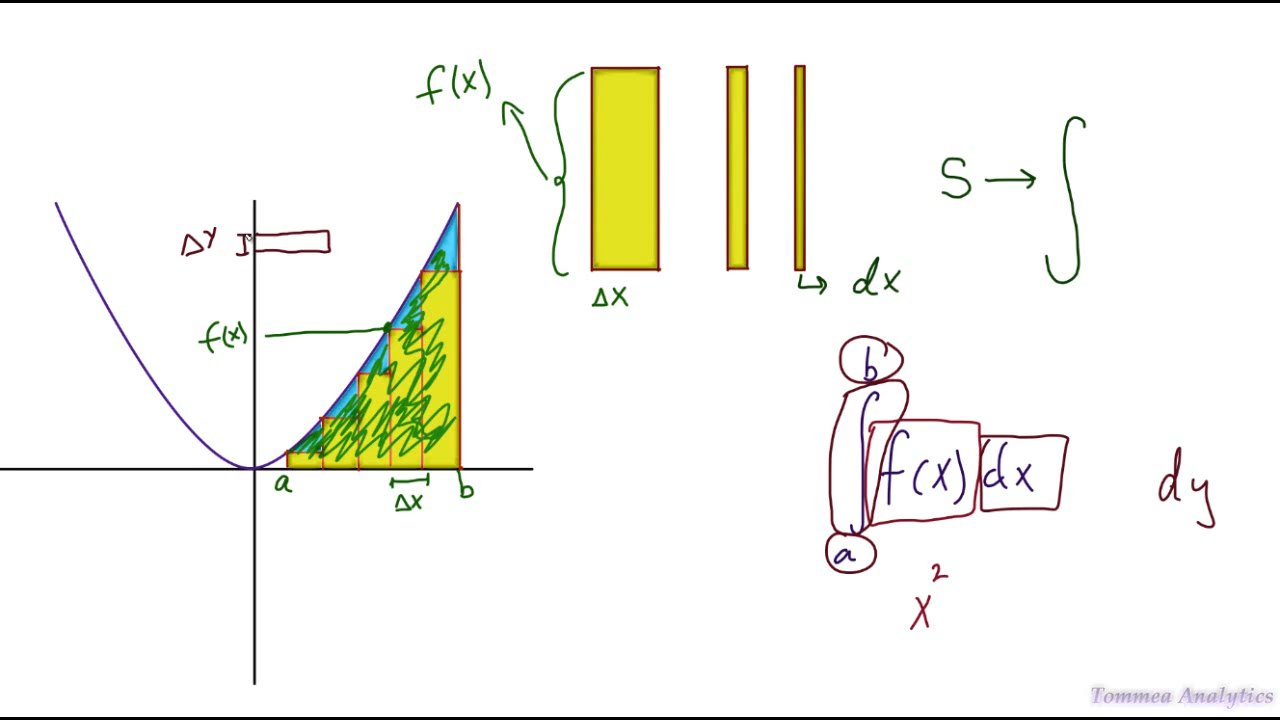 f(x)
S → ∫
Δx
dx
Δy
f(x)
a
Δx
b
b
∫ f(x) dx
a
dy
x²
Tommea Analytics